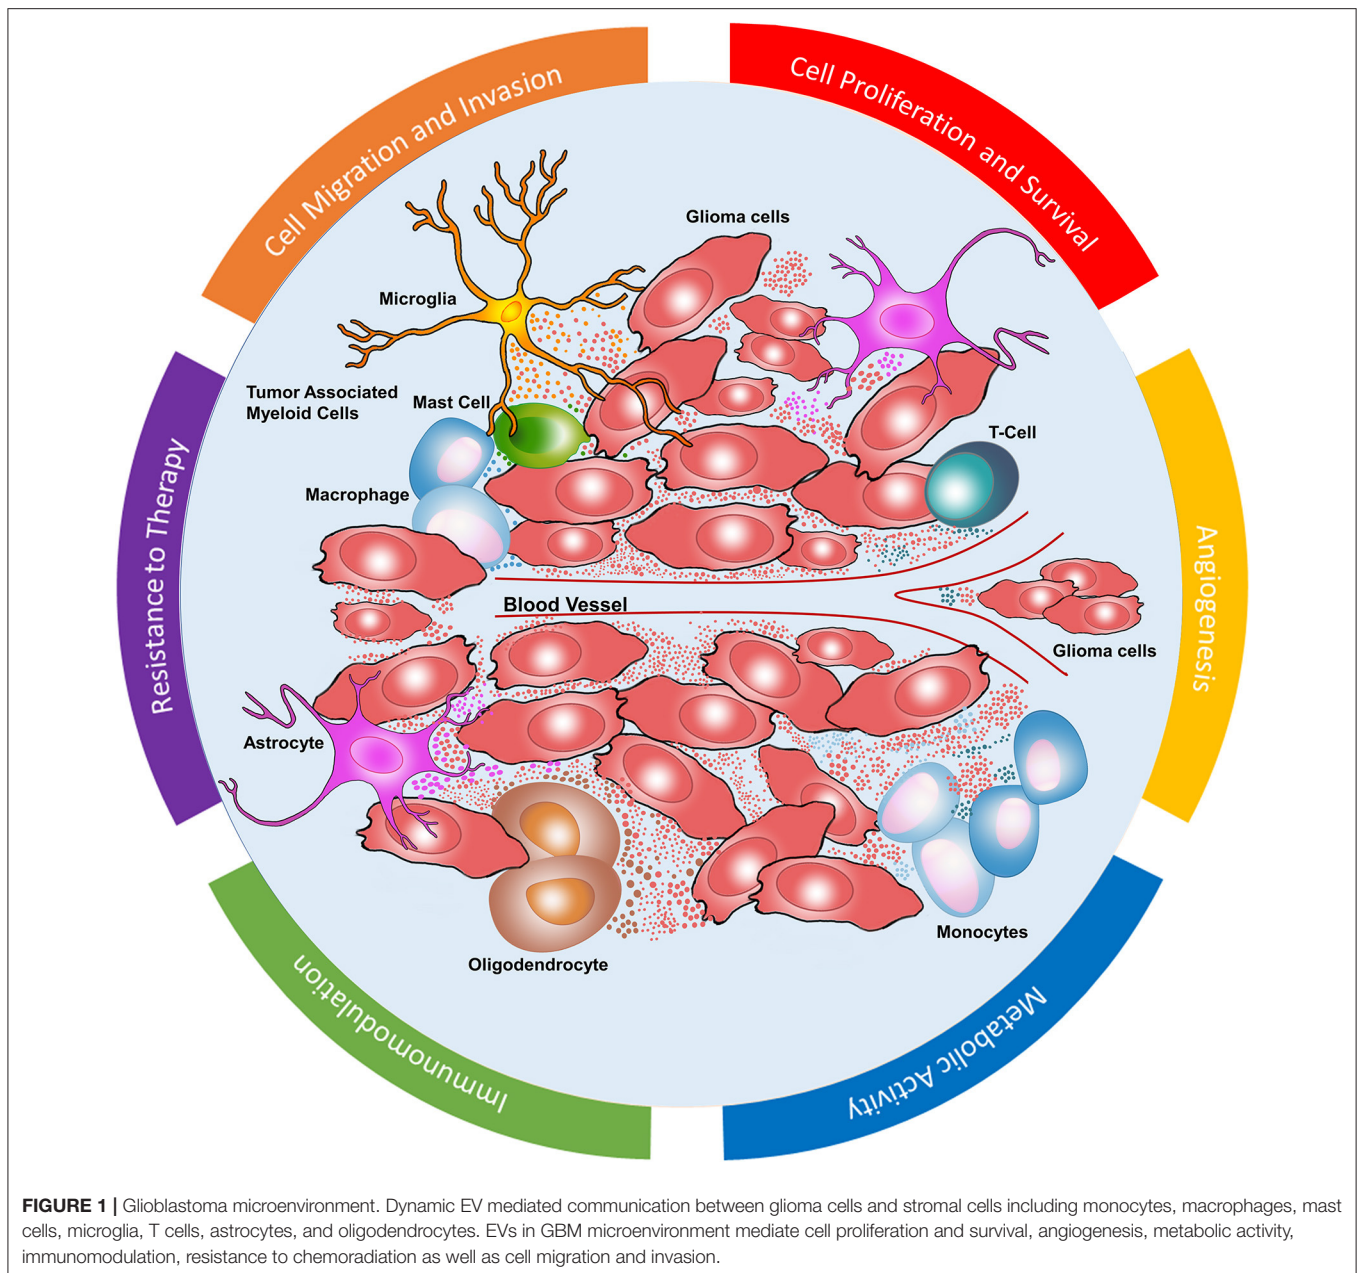 Cell Migration and Invasion
Cell Proliferation and Survival
Glioma cells
Microglia
Tumor Associated
Myeloid Cells
Mast Cell
T-Cell
Macrophage
Resistance to Therapy
Angiogenesis
Blood Vessel
Glioma cells
Astrocyte
Monocytes
Oligodendrocyte
Immunomodulation
Metabolic Activity
FIGURE 1 | Glioblastoma microenvironment. Dynamic EV mediated communication between glioma cells and stromal cells including monocytes, macrophages, mast
cells, microglia, T cells, astrocytes, and oligodendrocytes. EVs in GBM microenvironment mediate cell proliferation and survival, angiogenesis, metabolic activity,
immunomodulation, resistance to chemoradiation as well as cell migration and invasion.